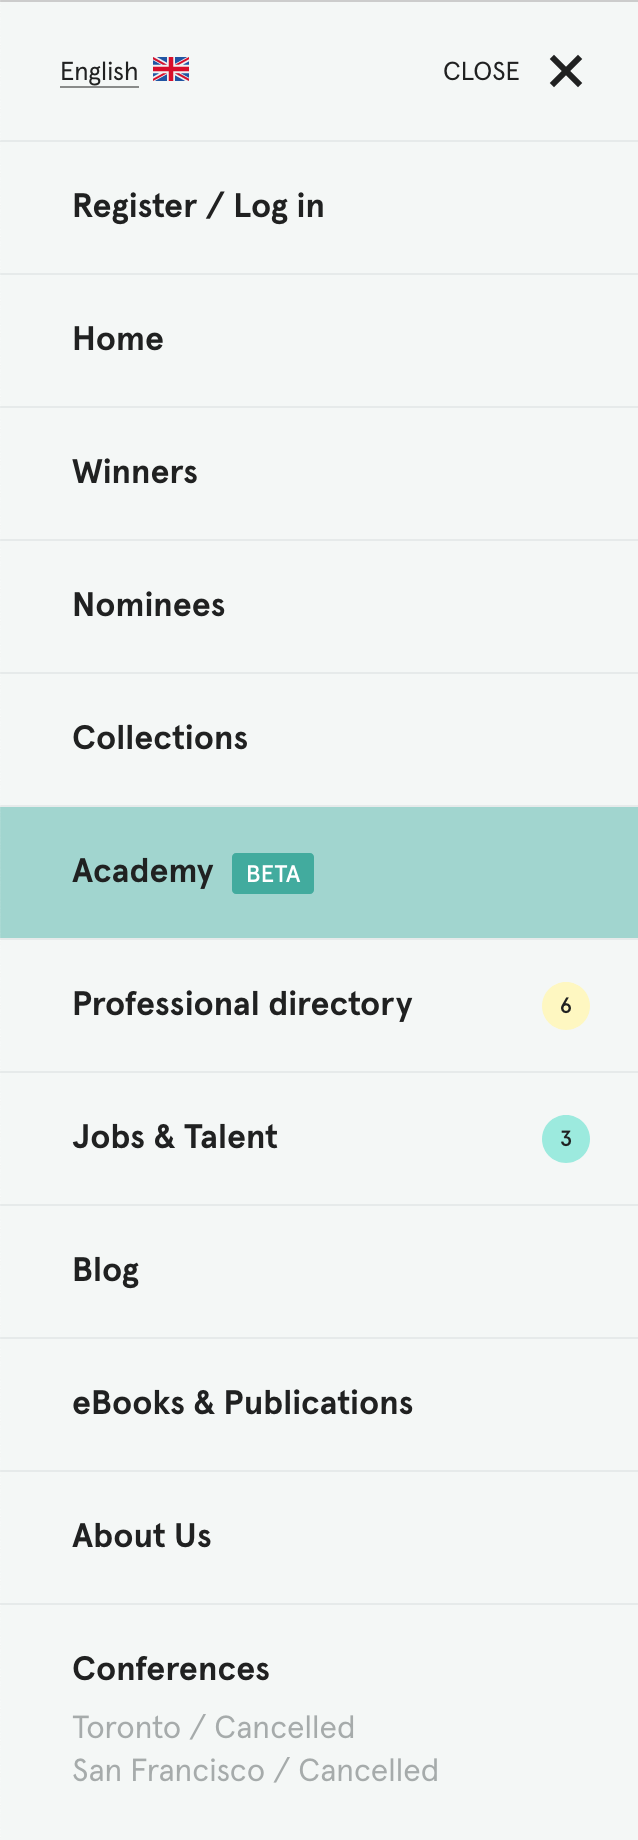 English CLOSE
Register / Log in
Home
Winners
Nominees
Collections
Academy BETA
Professional directory 6
Jobs & Talent 3
Blog
eBooks & Publications
About Us
Conferences
Toronto / Cancelled
San Francisco / Cancelled